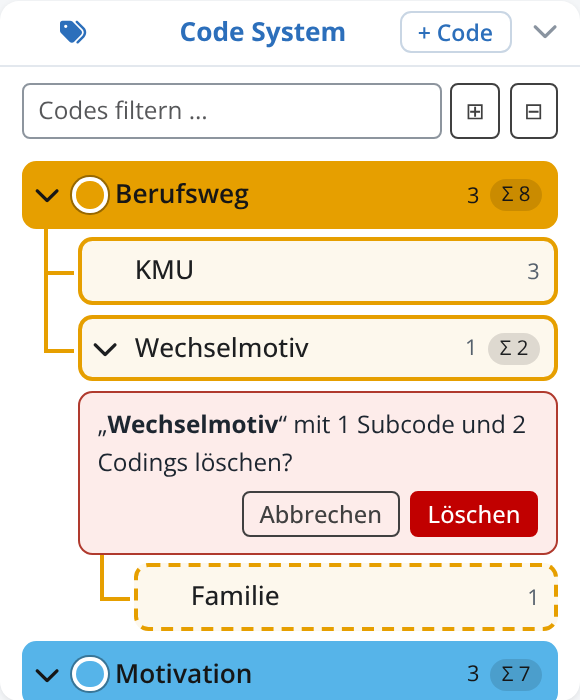 Code System
+ Code
Codes filtern ...
Berufsweg 3 Σ 8
KMU 3
Wechselmotiv 1 Σ 2
„Wechselmotiv“ mit 1 Subcode und 2
Codings löschen?
Abbrechen Löschen
Familie 1
Motivation 3 Σ 7